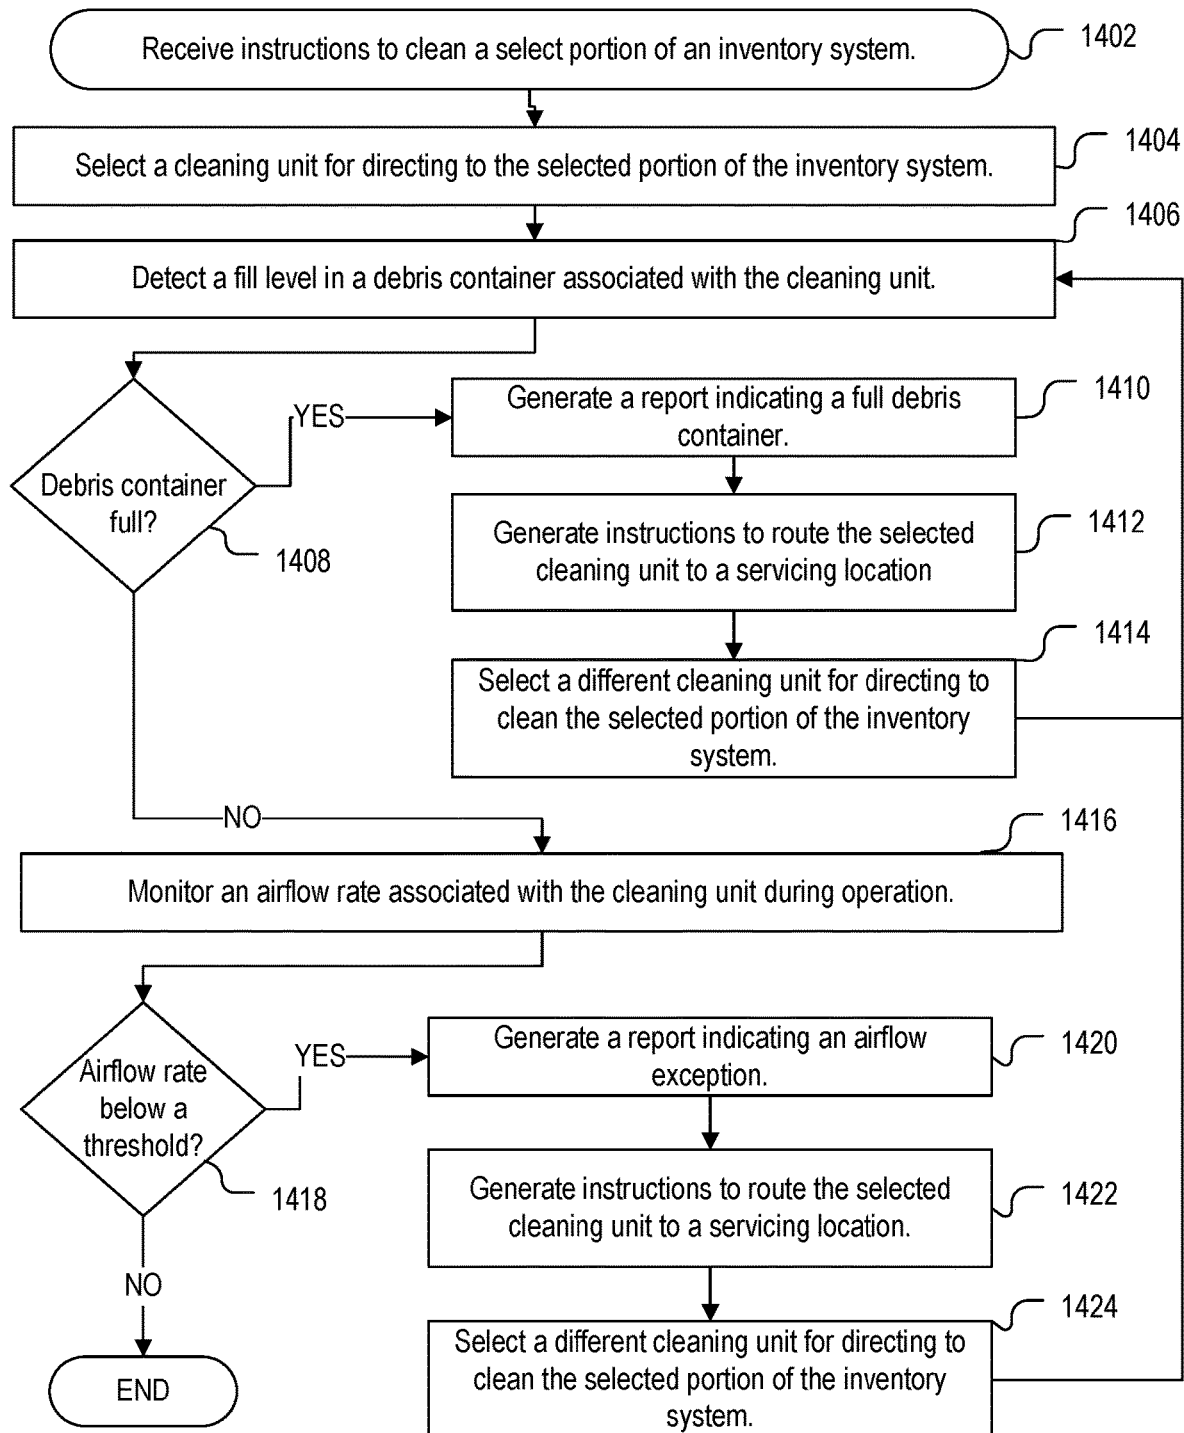 Receive instructions to clean a select portion of an inventory system.
1402
Select a cleaning unit for directing to the selected portion of the inventory system.
1404
1406
Detect a fill level in a debris container associated with the cleaning unit.
Debris container
full?
1408
YES
Generate a report indicating a full debris
container.
1410
Generate instructions to route the selected
cleaning unit to a servicing location
1412
1414
Select a different cleaning unit for directing to
clean the selected portion of the inventory
system.
NO
1416
Monitor an airflow rate associated with the cleaning unit during operation.
Airflow rate
below a
threshold?
1418
YES
Generate a report indicating an airflow
exception.
1420
Generate instructions to route the selected
cleaning unit to a servicing location.
1422
1424
Select a different cleaning unit for directing to
clean the selected portion of the inventory
system.
NO
END